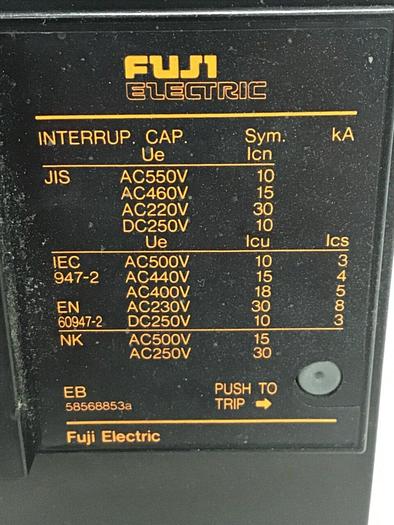 FUJI
ELECTRIC
INTERRUP. CAP. Sym. kA
Ue Icn
JIS AC550V 10
AC460V 15
AC220V 30
DC250V 10
Ue Icu Ics
IEC AC500V 10 3
947-2 AC440V 15 4
AC400V 18 5
EN AC230V 30 8
60947-2 DC250V 10 3
NK AC500V 15
AC250V 30
EB PUSH TO
58568853a TRIP ➡
Fuji Electric